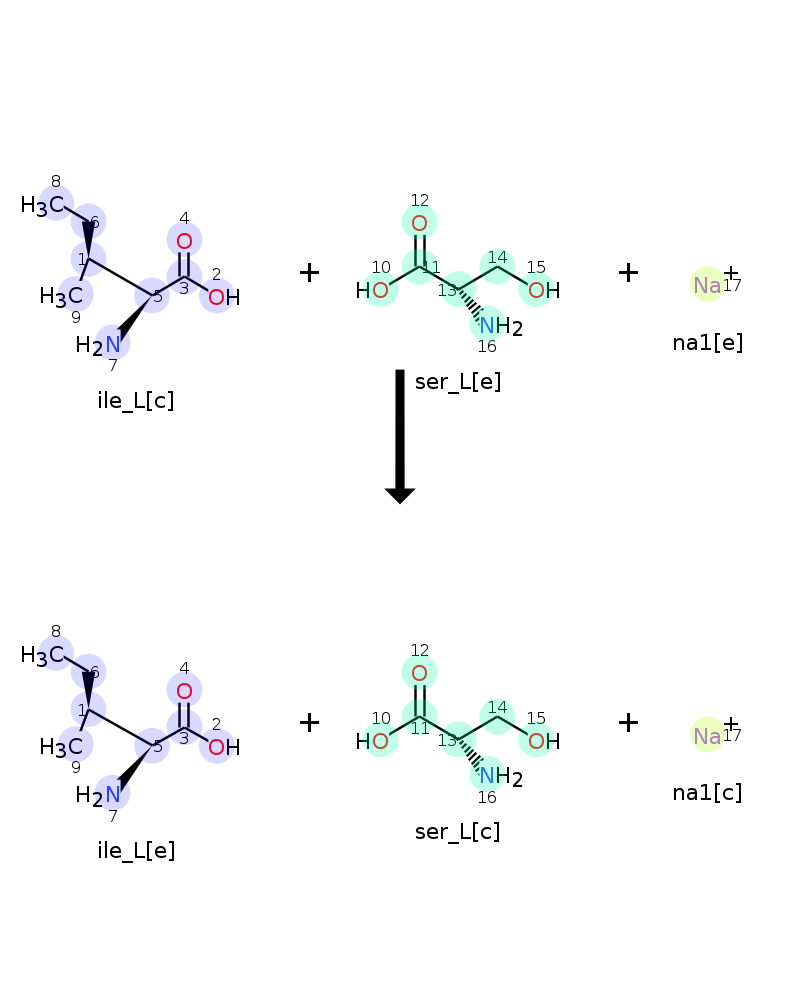 8
H3C 6
4
O
1
3
2
OH
H3C 5
9
H2N
7
ile_L[c]
+
12
O
10 11 14 15
HO 13 OH
NH2
16
ser_L[e]
+
Na+ 17
na1[e]
8
H3C 6
4
O
1
3
2
OH
H3C 5
9
H2N
7
ile_L[e]
+
12
O
10 11 14 15
HO 13 OH
NH2
16
ser_L[c]
+
Na+ 17
na1[c]